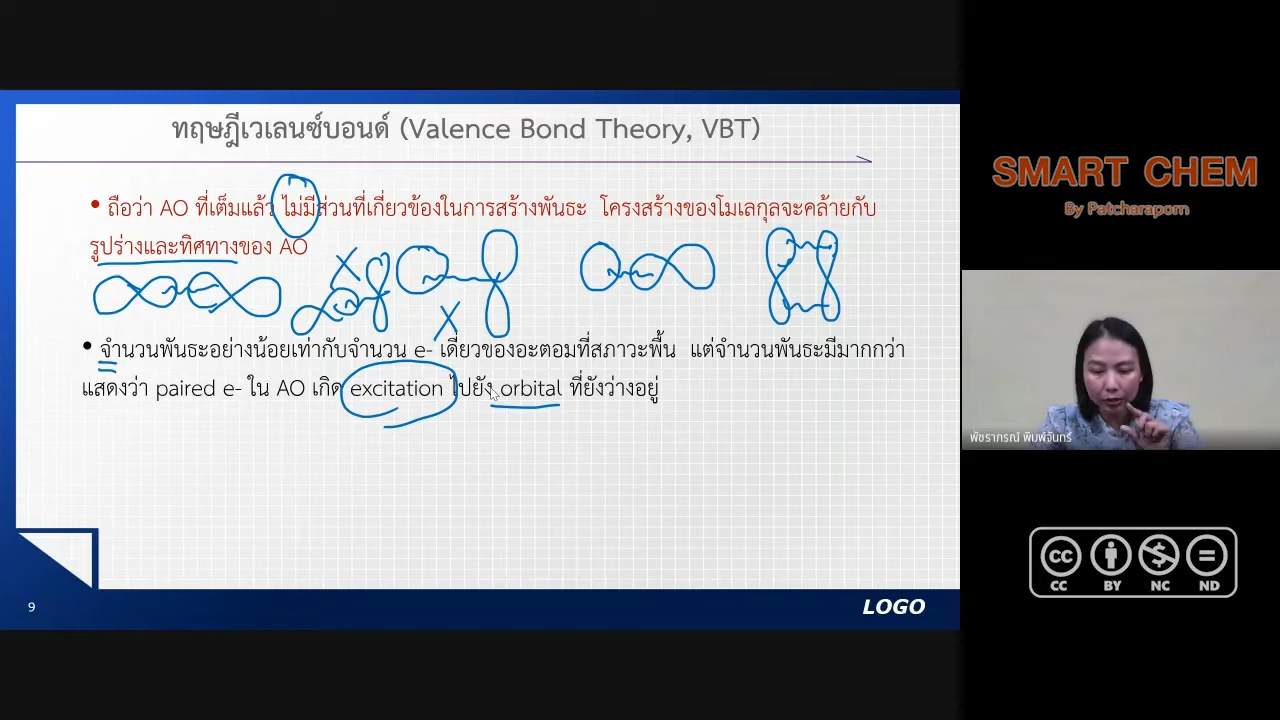 ทฤษฎีเวเลนซ์บอนด์ (Valence Bond Theory, VBT)
• ถือว่า AO ที่เต็มแล้ว ไม่มีส่วนที่เกี่ยวข้องในการสร้างพันธะ โครงสร้างของโมเลกุลจะคล้ายกับ
รูปร่างและทิศทางของ AO
• จำนวนพันธะอย่างน้อยเท่ากับจำนวน e- เดี่ยวของอะตอมที่สภาวะพื้น แต่จำนวนพันธะมีมากกว่า
แสดงว่า paired e- ใน AO เกิด excitation ไปยัง orbital ที่ยังว่างอยู่
9
LOGO
SMART CHEM
By Patcharaporn
พัชราภรณ์ พิมพ์จันทร์
CC BY NC ND